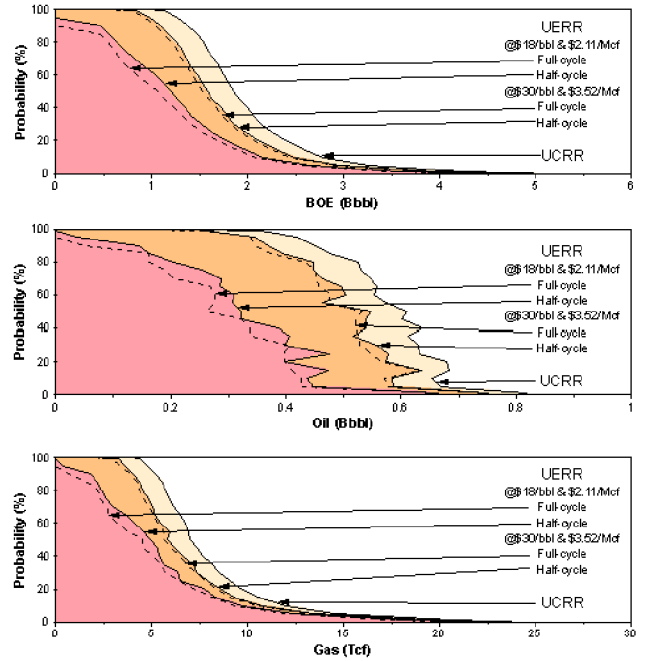 Probability (%)
100
80
60
40
20
0
0
1
2
3
4
5
6
BOE (Bbbl)
UERR
@$18/bbl & $2.11/Mcf
Full-cycle
Half-cycle
@$30/bbl & $3.52/Mcf
Full-cycle
Half-cycle
UCRR
Probability (%)
100
80
60
40
20
0
0
0.2
0.4
0.6
0.8
1
Oil (Bbbl)
UERR
@$18/bbl & $2.11/Mcf
Full-cycle
Half-cycle
@$30/bbl & $3.52/Mcf
Full-cycle
Half-cycle
UCRR
Probability (%)
100
80
60
40
20
0
0
5
10
15
20
25
30
Gas (Tcf)
UERR
@$18/bbl & $2.11/Mcf
Full-cycle
Half-cycle
@$30/bbl & $3.52/Mcf
Full-cycle
Half-cycle
UCRR